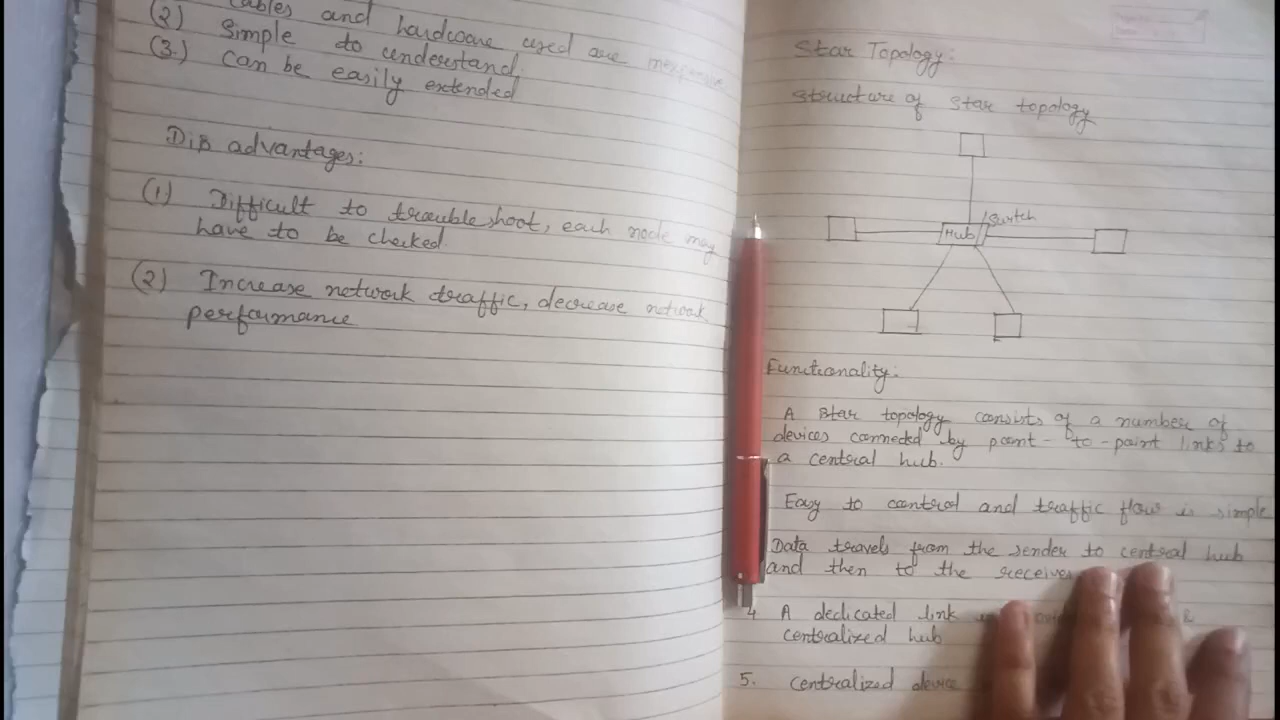 cables and hardware used are inexpensive
(2) Simple to understand.
(3.) Can be easily extended
Dis advantages:
(1.) Difficult to trouble shoot, each node may
have to be checked.
(2) Increase network traffic, decrease network
performance
Star Topology:
Structure of Star topology
Hub
/Switch
Functionality:
A star topology consists of a number of
devices connected by point-to-point links to
a central hub.
Easy to control and traffic flow is simple
Data travels from the sender to central hub
and then to the receiver
4 A dedicated link &
centralized hub
5. centralized device